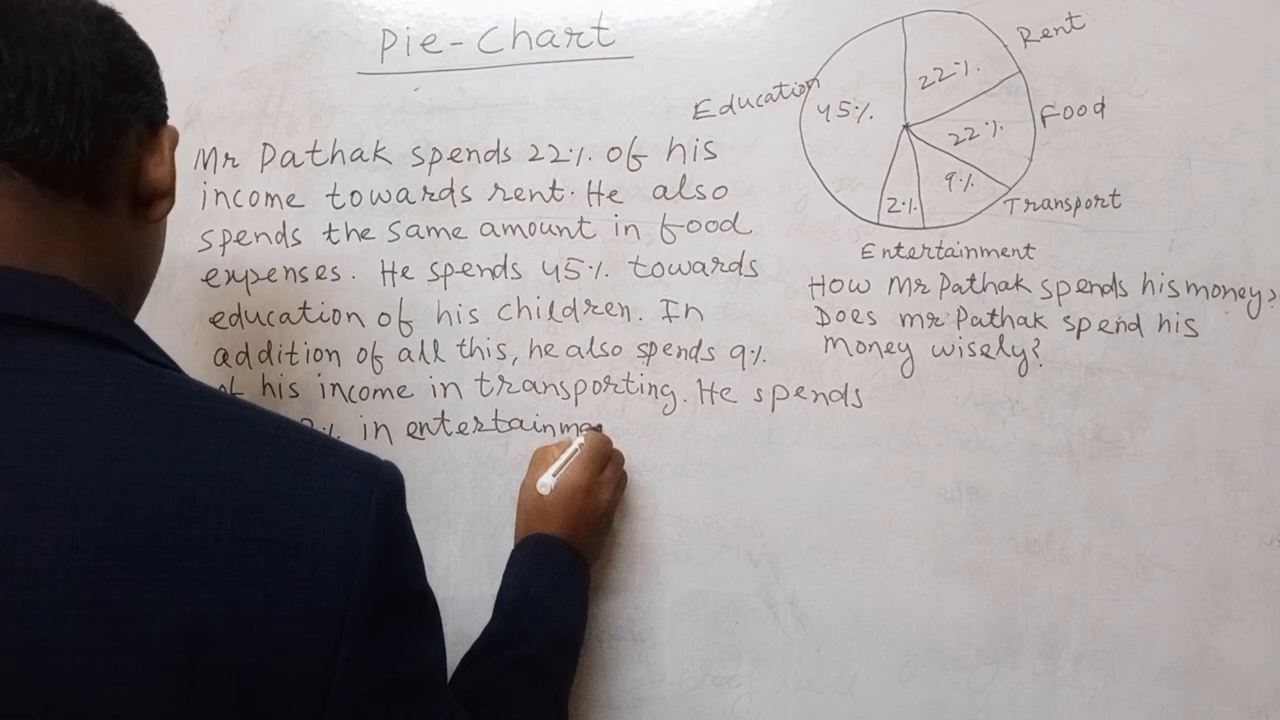 Pie-Chart
Mr Pathak spends 22% of his
income towards rent. He also
spends the same amount in food
expenses. He spends 45% towards
education of his children. In
addition of all this, he also spends 9%
his income in transporting. He spends
in entertainme
Education
45%
22%
Rent
22%
Food
9%
Transport
2%
Entertainment
How Mr Pathak spends his money?
Does mr Pathak spend his
money wisely?